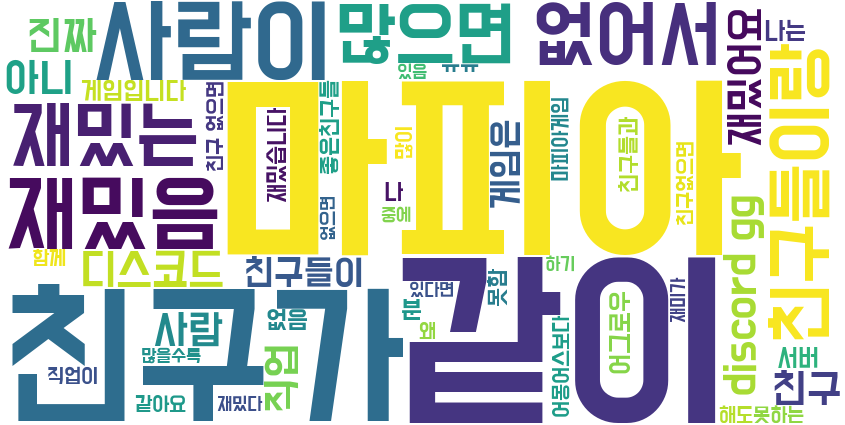 진짜
사람이
많으면
없어서
재밌어요
나는
아니
게임입니다
있음
ㅠㅠ
친구들이랑
재밌는
친구 없으면
재밌습니다
좋은친구들
마피아
많이
게임은
마피아게임
친구들과
친구없으면
재밌음
없으면
나
중에
discord gg
함께
디스코드
친구들이
있다면
못함
하기
재미가
친구가
같이
사람
없음
뜨
왜
어몽어스보다
어그로우
서버
많을수록
직업
직업이
친구
같아요
재밌다
해도못하는